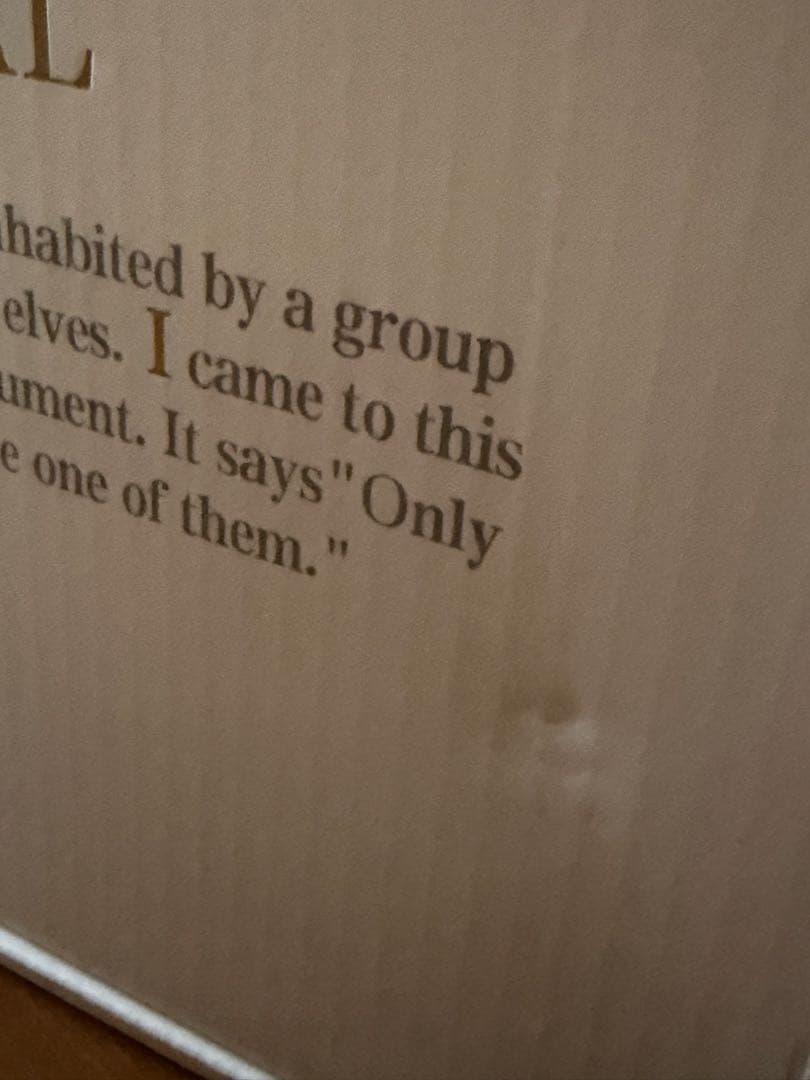 L
habited by a group
elves. I came to this
ument. It says"Only
e one of them."